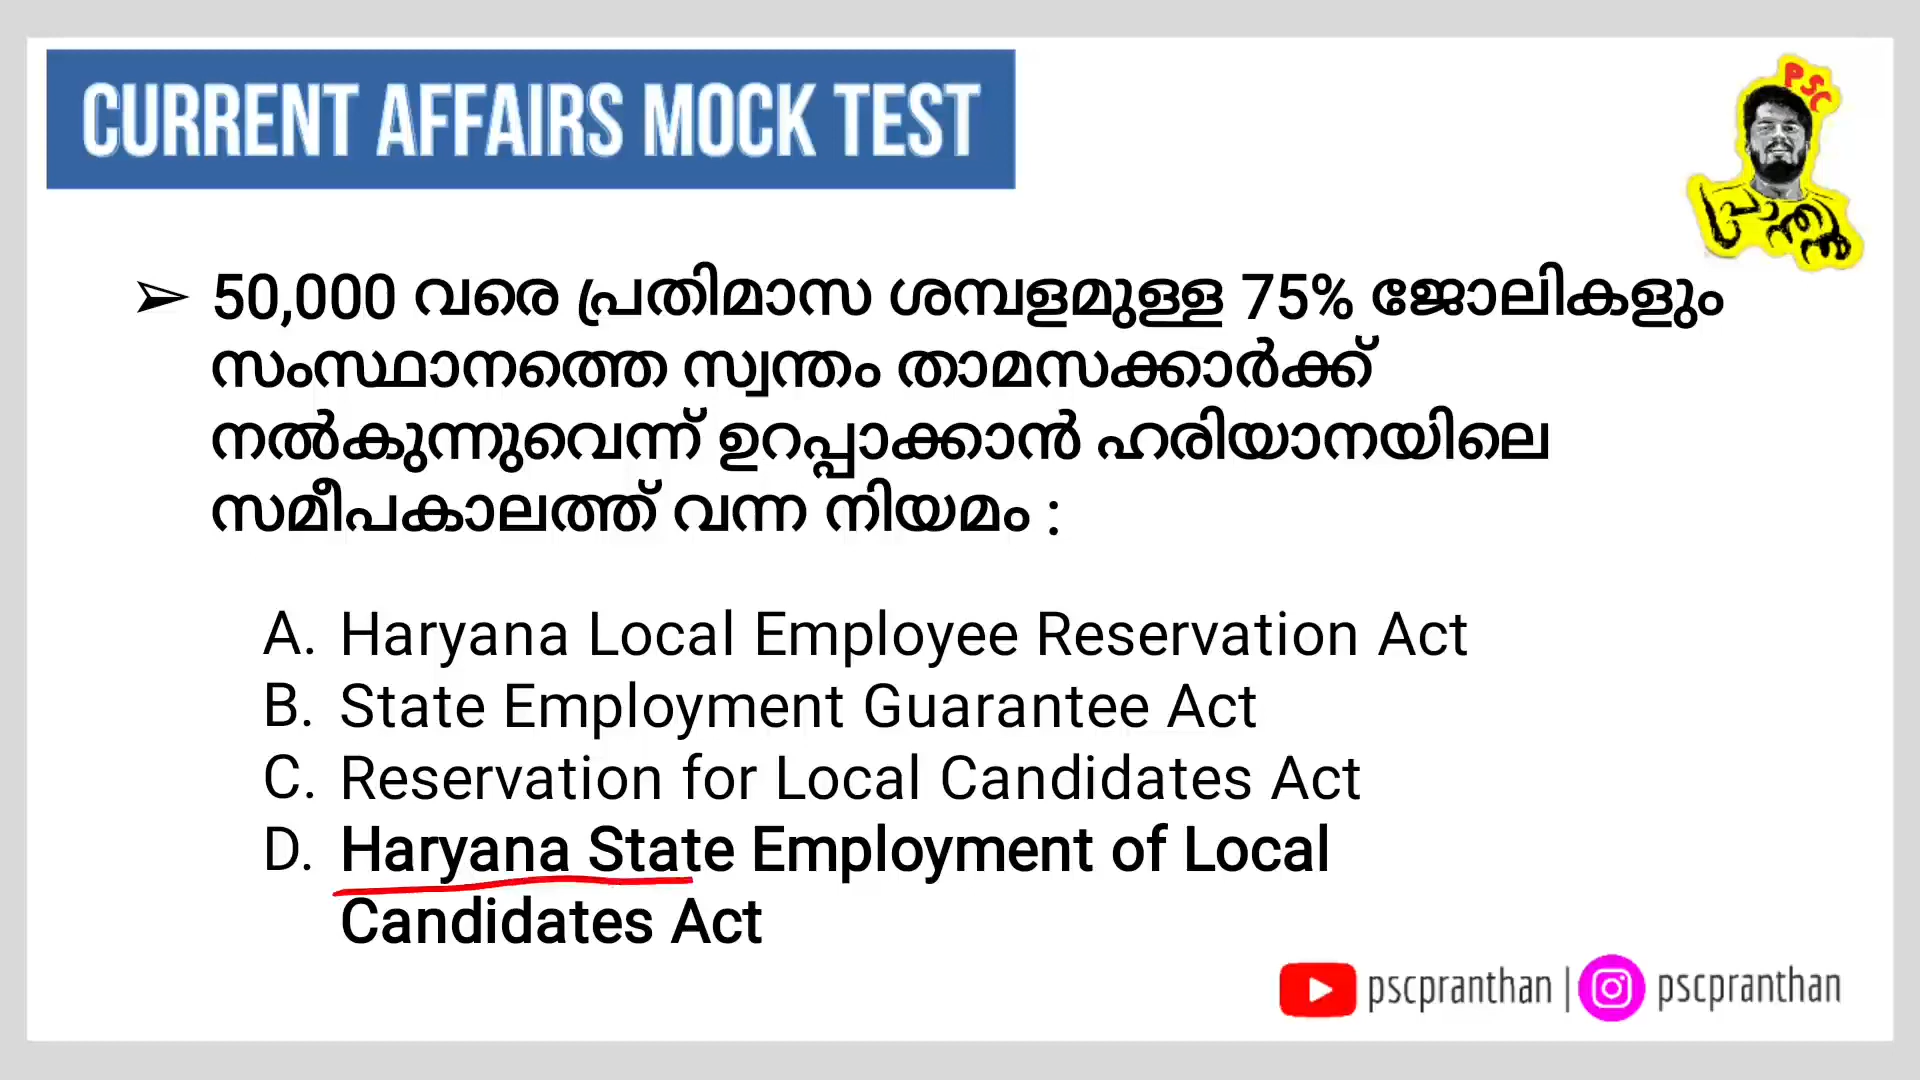 CURRENT AFFAIRS MOCK TEST
PSC
പ്രാന്തൻ
➢ 50,000 വരെ പ്രതിമാസ ശമ്പളമുള്ള 75% ജോലികളും
സംസ്ഥാനത്തെ സ്വന്തം താമസക്കാർക്ക്
നൽകുന്നുവെന്ന് ഉറപ്പാക്കാൻ ഹരിയാനയിലെ
സമീപകാലത്ത് വന്ന നിയമം :
A. Haryana Local Employee Reservation Act
B. State Employment Guarantee Act
C. Reservation for Local Candidates Act
D. Haryana State Employment of Local
Candidates Act
pscpranthan | pscpranthan